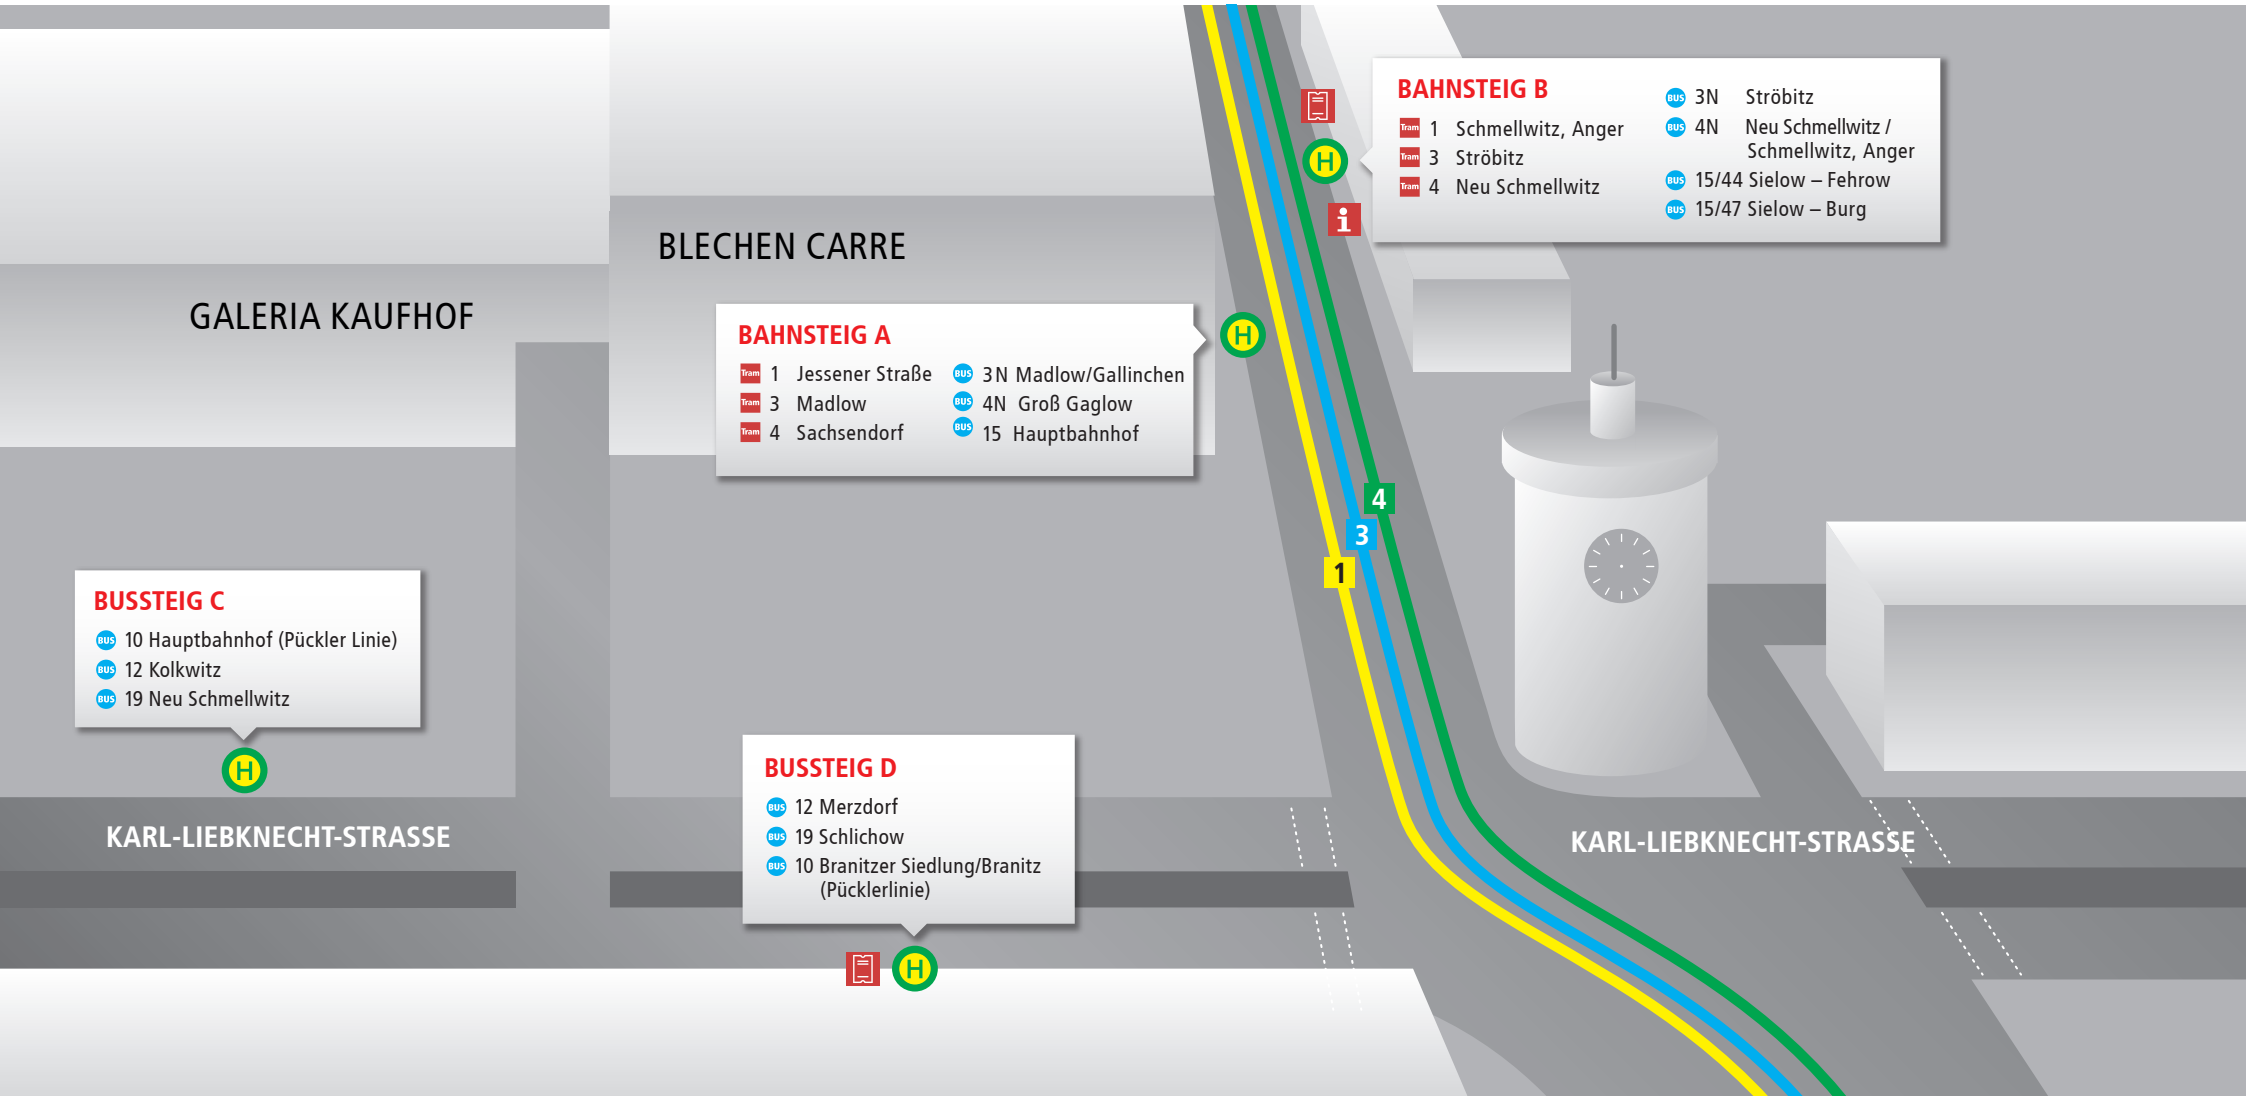 BAHNSTEIG B
Tram 1 Schmellwitz, Anger
Tram 3 Ströbitz
Tram 4 Neu Schmellwitz
BUS 3N Ströbitz
BUS 4N Neu Schmellwitz /
Schmellwitz, Anger
BUS 15/44 Sielow – Fehrow
BUS 15/47 Sielow – Burg
H
i
BLECHEN CARRE
GALERIA KAUFHOF
BAHNSTEIG A
Tram 1 Jessener Straße
Tram 3 Madlow
Tram 4 Sachsendorf
BUS 3N Madlow/Gallinchen
BUS 4N Groß Gaglow
BUS 15 Hauptbahnhof
H
4
3
1
BUSSTEIG C
BUS 10 Hauptbahnhof (Pückler Linie)
BUS 12 Kolkwitz
BUS 19 Neu Schmellwitz
H
BUSSTEIG D
BUS 12 Merzdorf
BUS 19 Schlichow
BUS 10 Branitzer Siedlung/Branitz
(Pücklerlinie)
H
KARL-LIEBKNECHT-STRASSE
KARL-LIEBKNECHT-STRASSE